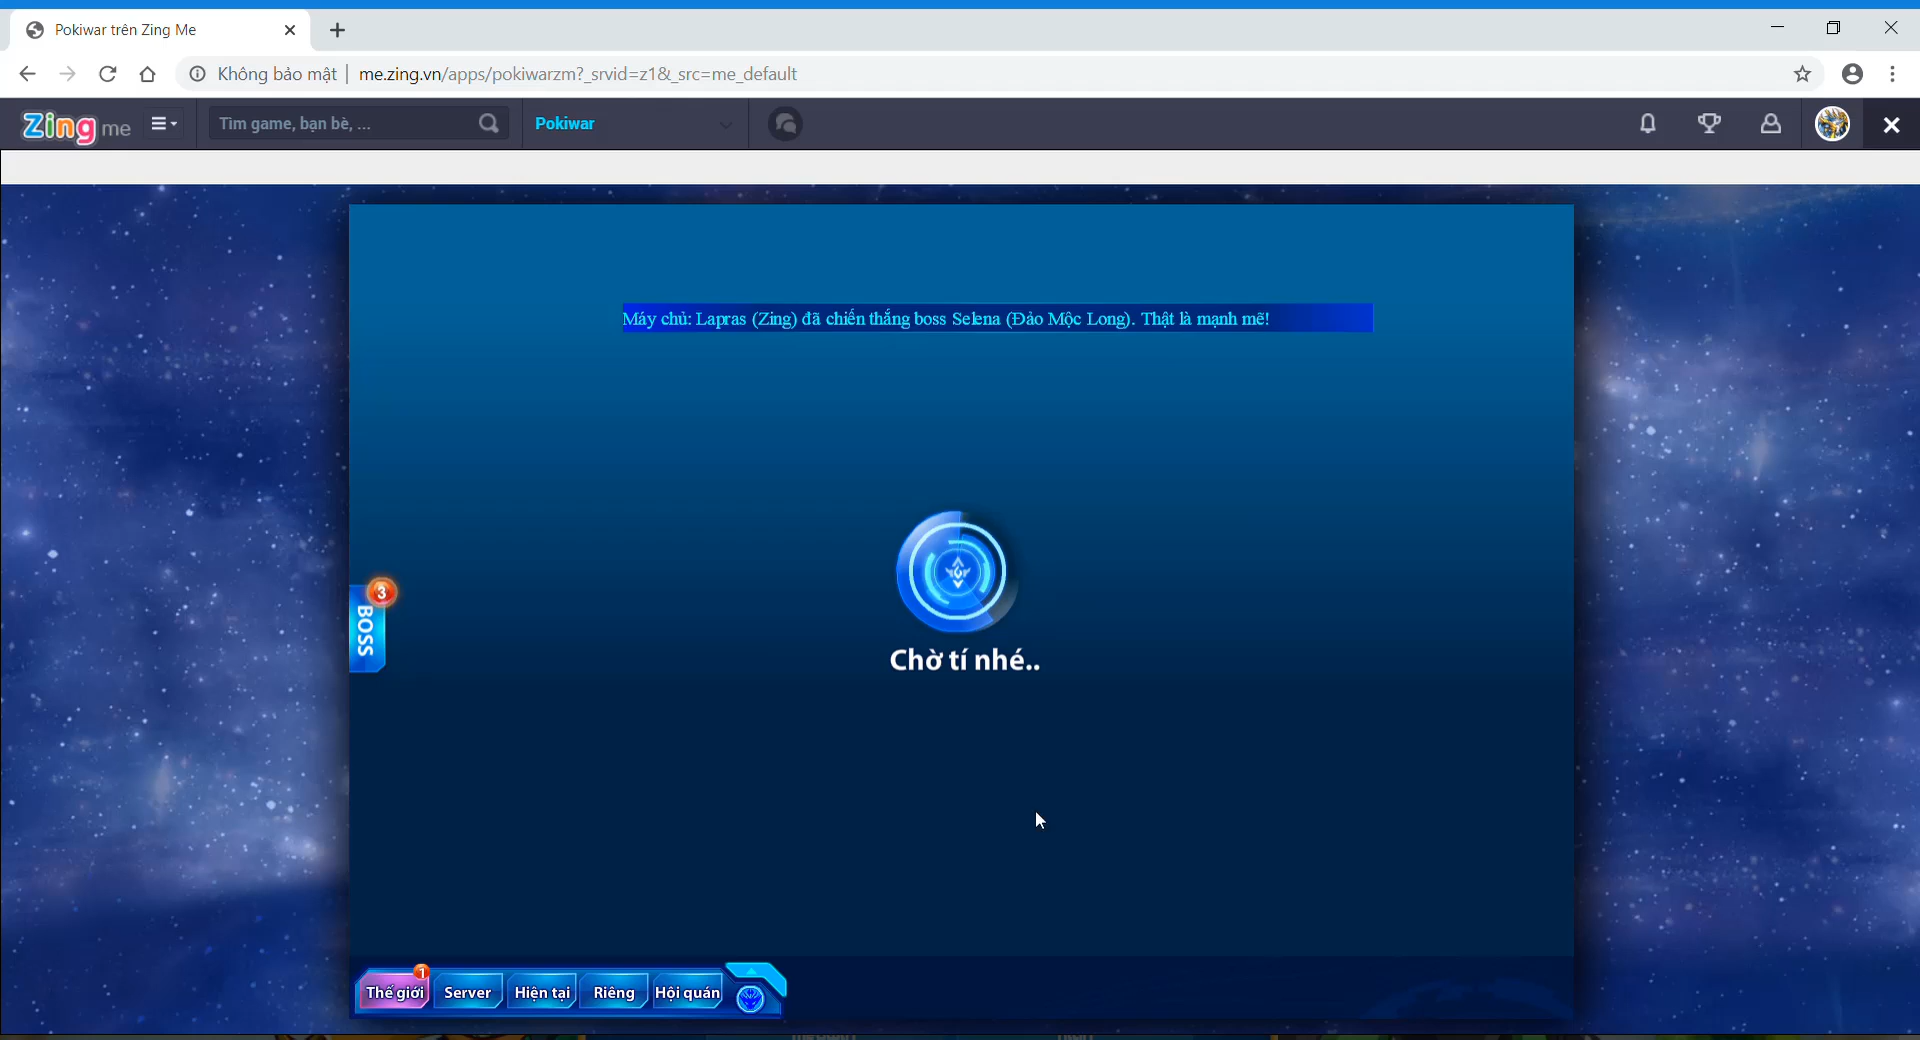 Pokiwar trên Zing Me
Không bảo mật
me.zing.vn/apps/pokiwarzm?_srvid=z1&_src=me_default
Zing me
Tìm game, bạn bè, ...
Pokiwar
Máy chủ: Lapras (Zing) đã chiến thắng boss Selena (Đảo Mộc Long). Thật là mạnh mẽ!
3
BOSS
Chờ tí nhé..
1
Thế giới
Server
Hiện tại
Riêng
Hội quán